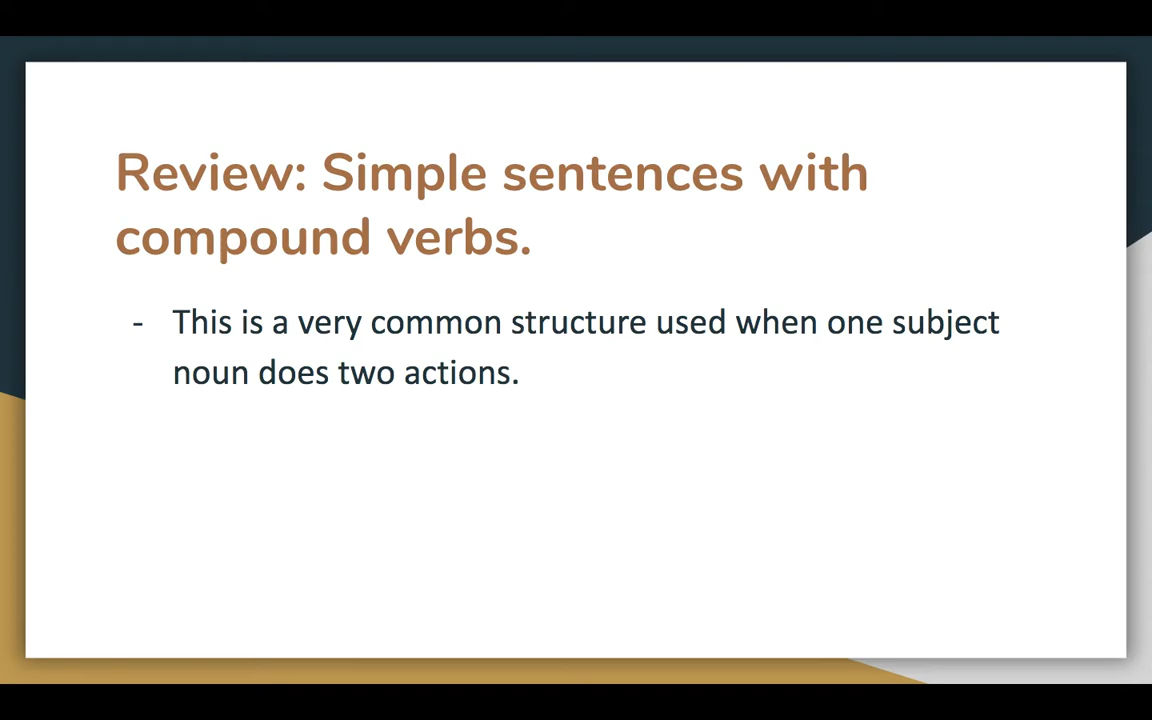 Review: Simple sentences with
compound verbs.
- This is a very common structure used when one subject
noun does two actions.